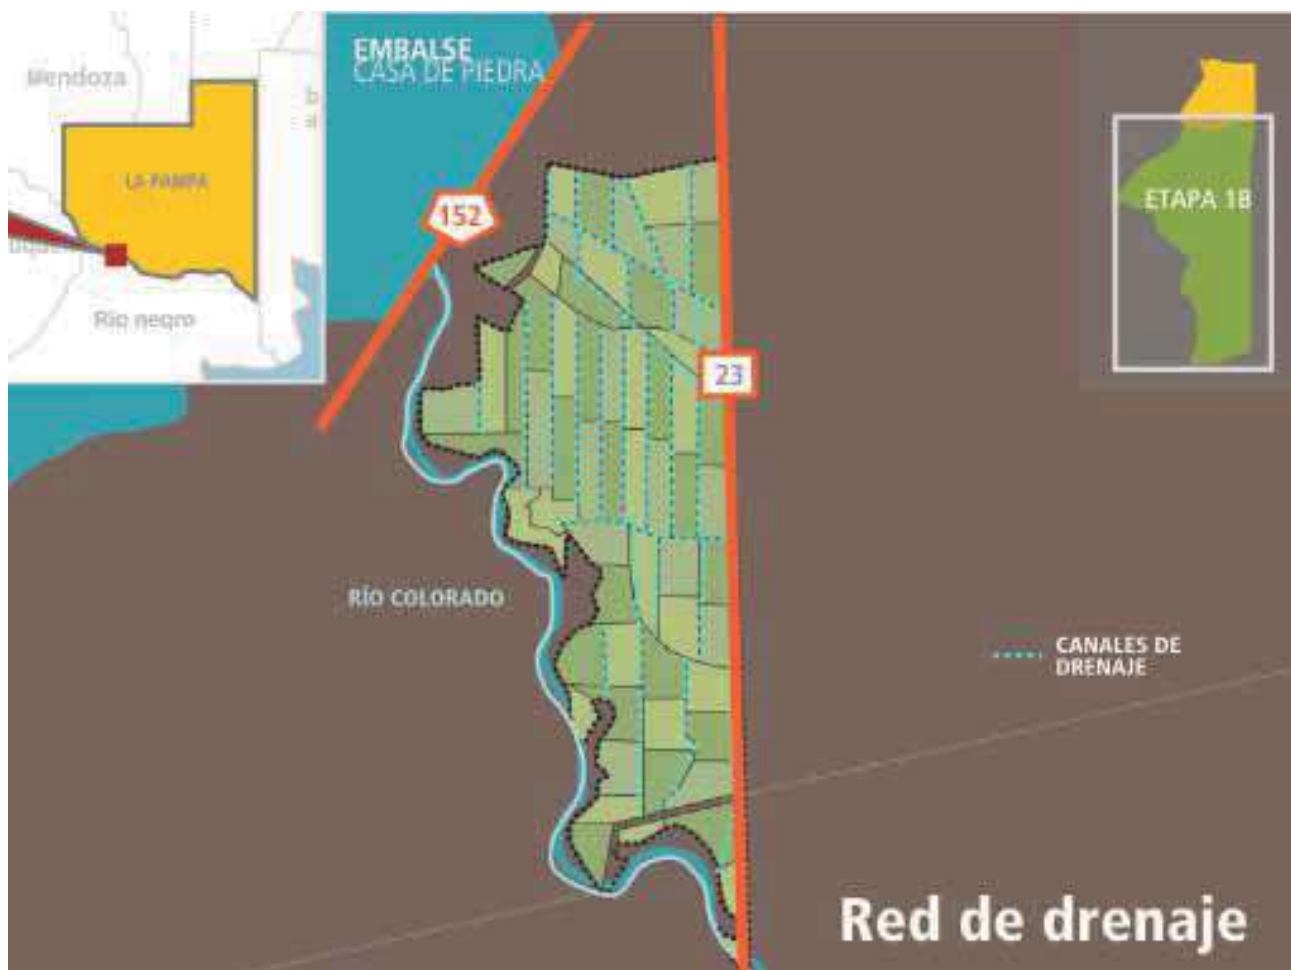 Mendoza
LA PAMPA
Río negro
EMBALSE
CASA DE PIEDRA
152
23
ETAPA 1B
RÍO COLORADO
CANALES DE
DRENAJE
Red de drenaje